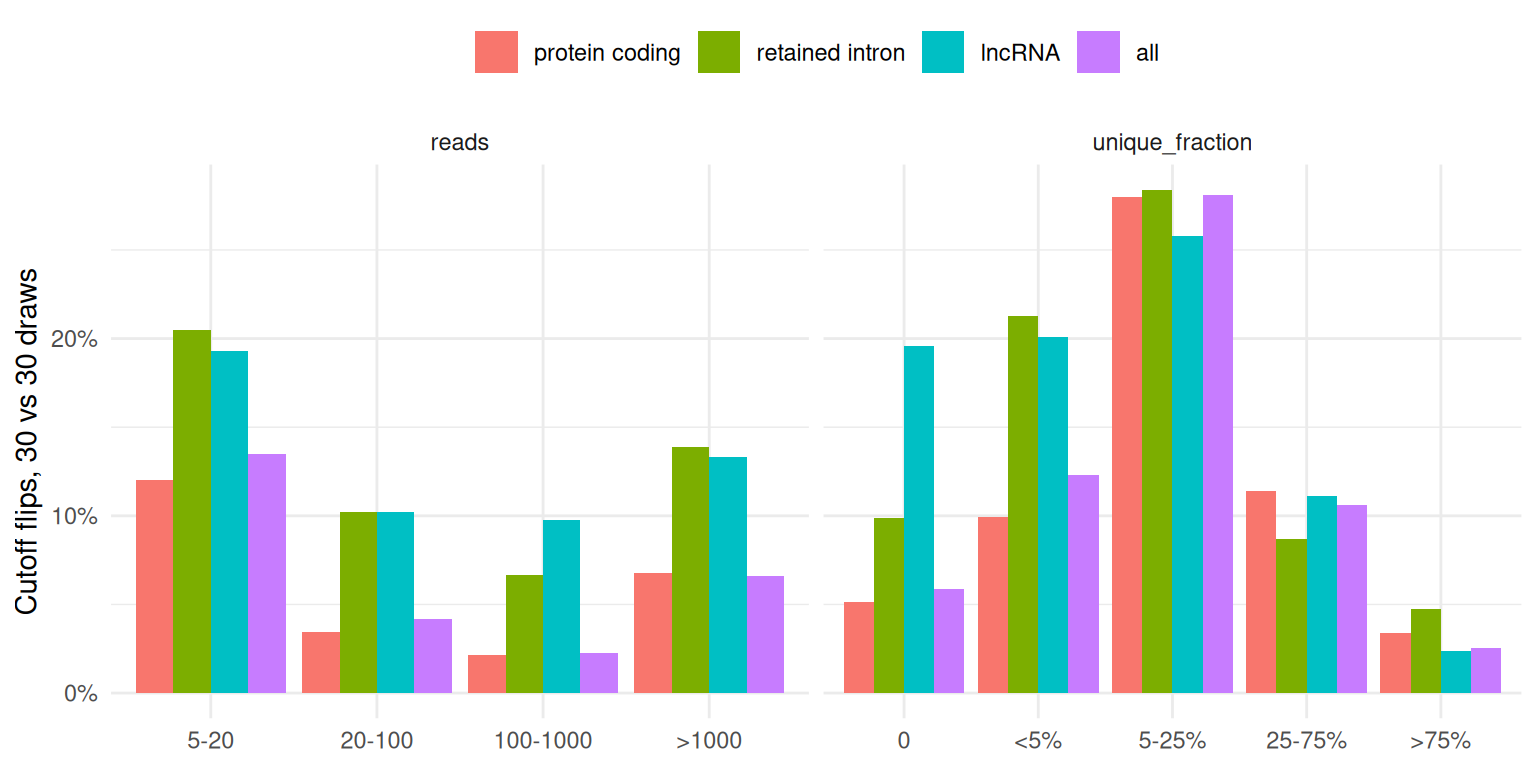 protein coding retained intron lncRNA all
reads unique_fraction
Cutoff flips, 30 vs 30 draws
20%
10%
0%
5-20 20-100 100-1000 >1000 0 <5% 5-25% 25-75% >75%